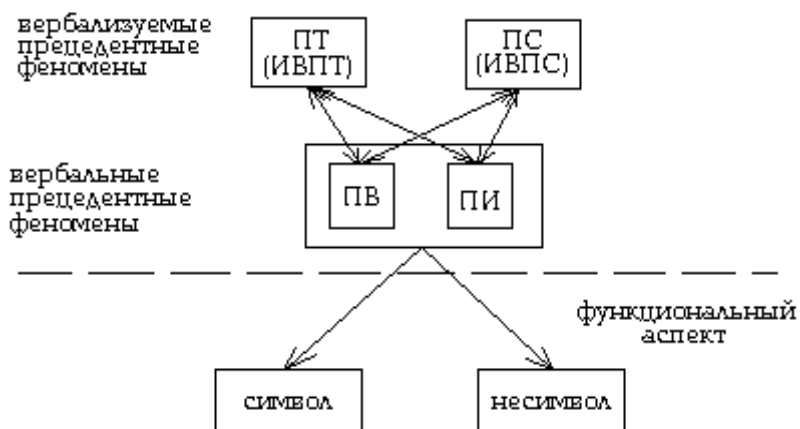 вербализуемые
прецедентные
феномены
ПТ
(ИВПТ)
ПС
(ИВПС)
вербальные
прецедентные
феномены
ПВ
ПИ
функциональный
аспект
символ
несимвол